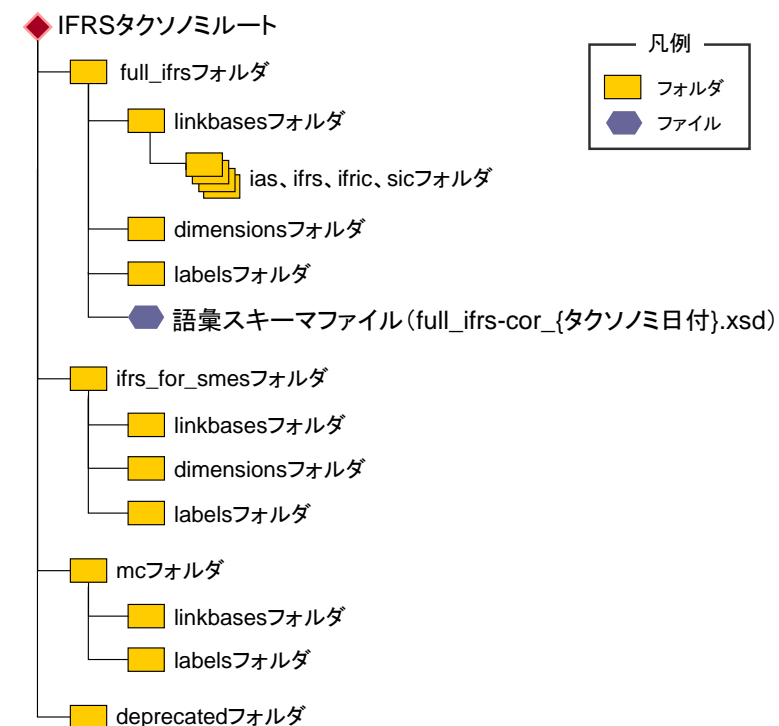 IFRSタクソノミルート
凡例
フォルダ
ファイル
full_ifrsフォルダ
linkbasesフォルダ
ias、ifrs、ifric、sicフォルダ
dimensionsフォルダ
labelsフォルダ
語彙スキーマファイル（full_ifrs-cor_{タクソノミ日付}.xsd）
ifrs_for_smesフォルダ
linkbasesフォルダ
dimensionsフォルダ
labelsフォルダ
mcフォルダ
linkbasesフォルダ
labelsフォルダ
deprecatedフォルダ